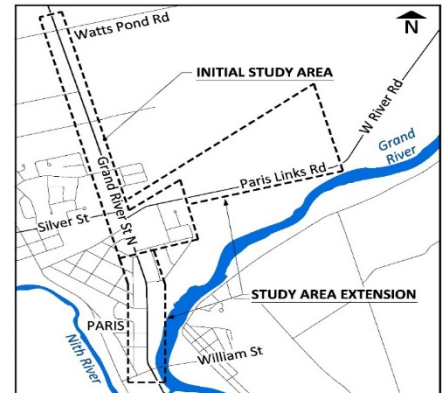 Watts Pond Rd
N
INITIAL STUDY AREA
W River Rd
Grand
River
Grand River St N
Paris Links Rd
Silver St
STUDY AREA EXTENSION
PARIS
William St
Nith River